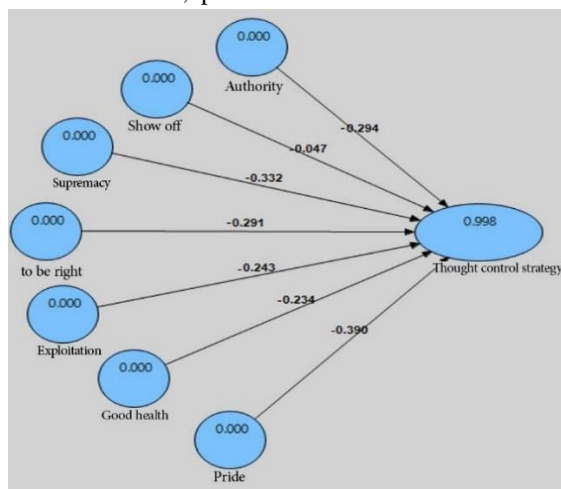 0.000
Authority
0.000
Show off
-0.294
-0.047
0.000
Supremacy
-0.332
0.000
to be right
-0.291
0.998
Thought control strategy
0.000
Exploitation
-0.243
0.000
Good health
-0.234
0.000
Pride
-0.390